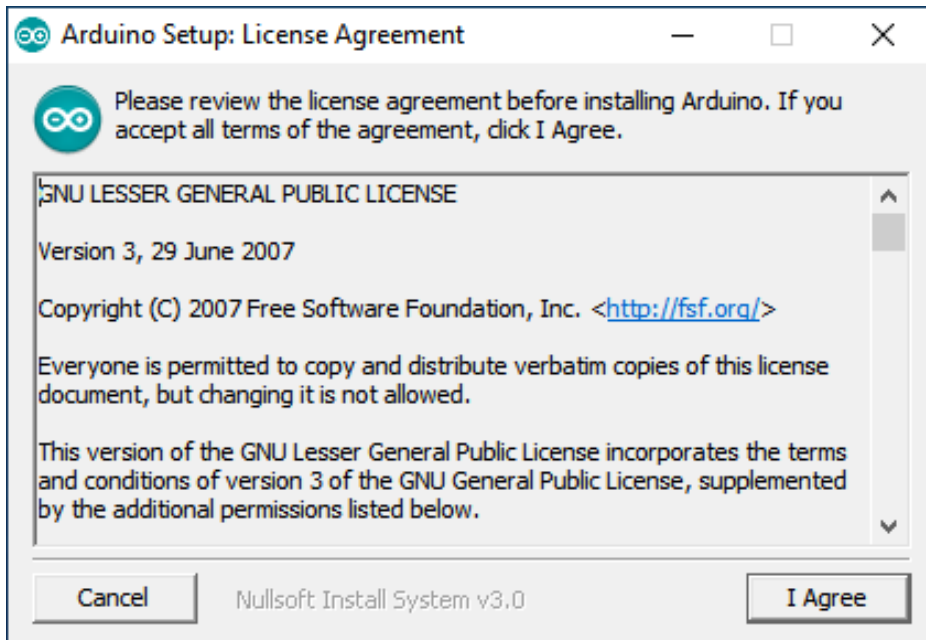 Arduino Setup: License Agreement
Please review the license agreement before installing Arduino. If you
accept all terms of the agreement, click I Agree.
GNU LESSER GENERAL PUBLIC LICENSE
Version 3, 29 June 2007
Copyright (C) 2007 Free Software Foundation, Inc. <http://fsf.org/>
Everyone is permitted to copy and distribute verbatim copies of this license
document, but changing it is not allowed.
This version of the GNU Lesser General Public License incorporates the terms
and conditions of version 3 of the GNU General Public License, supplemented
by the additional permissions listed below.
Cancel
Nullsoft Install System v3.0
I Agree